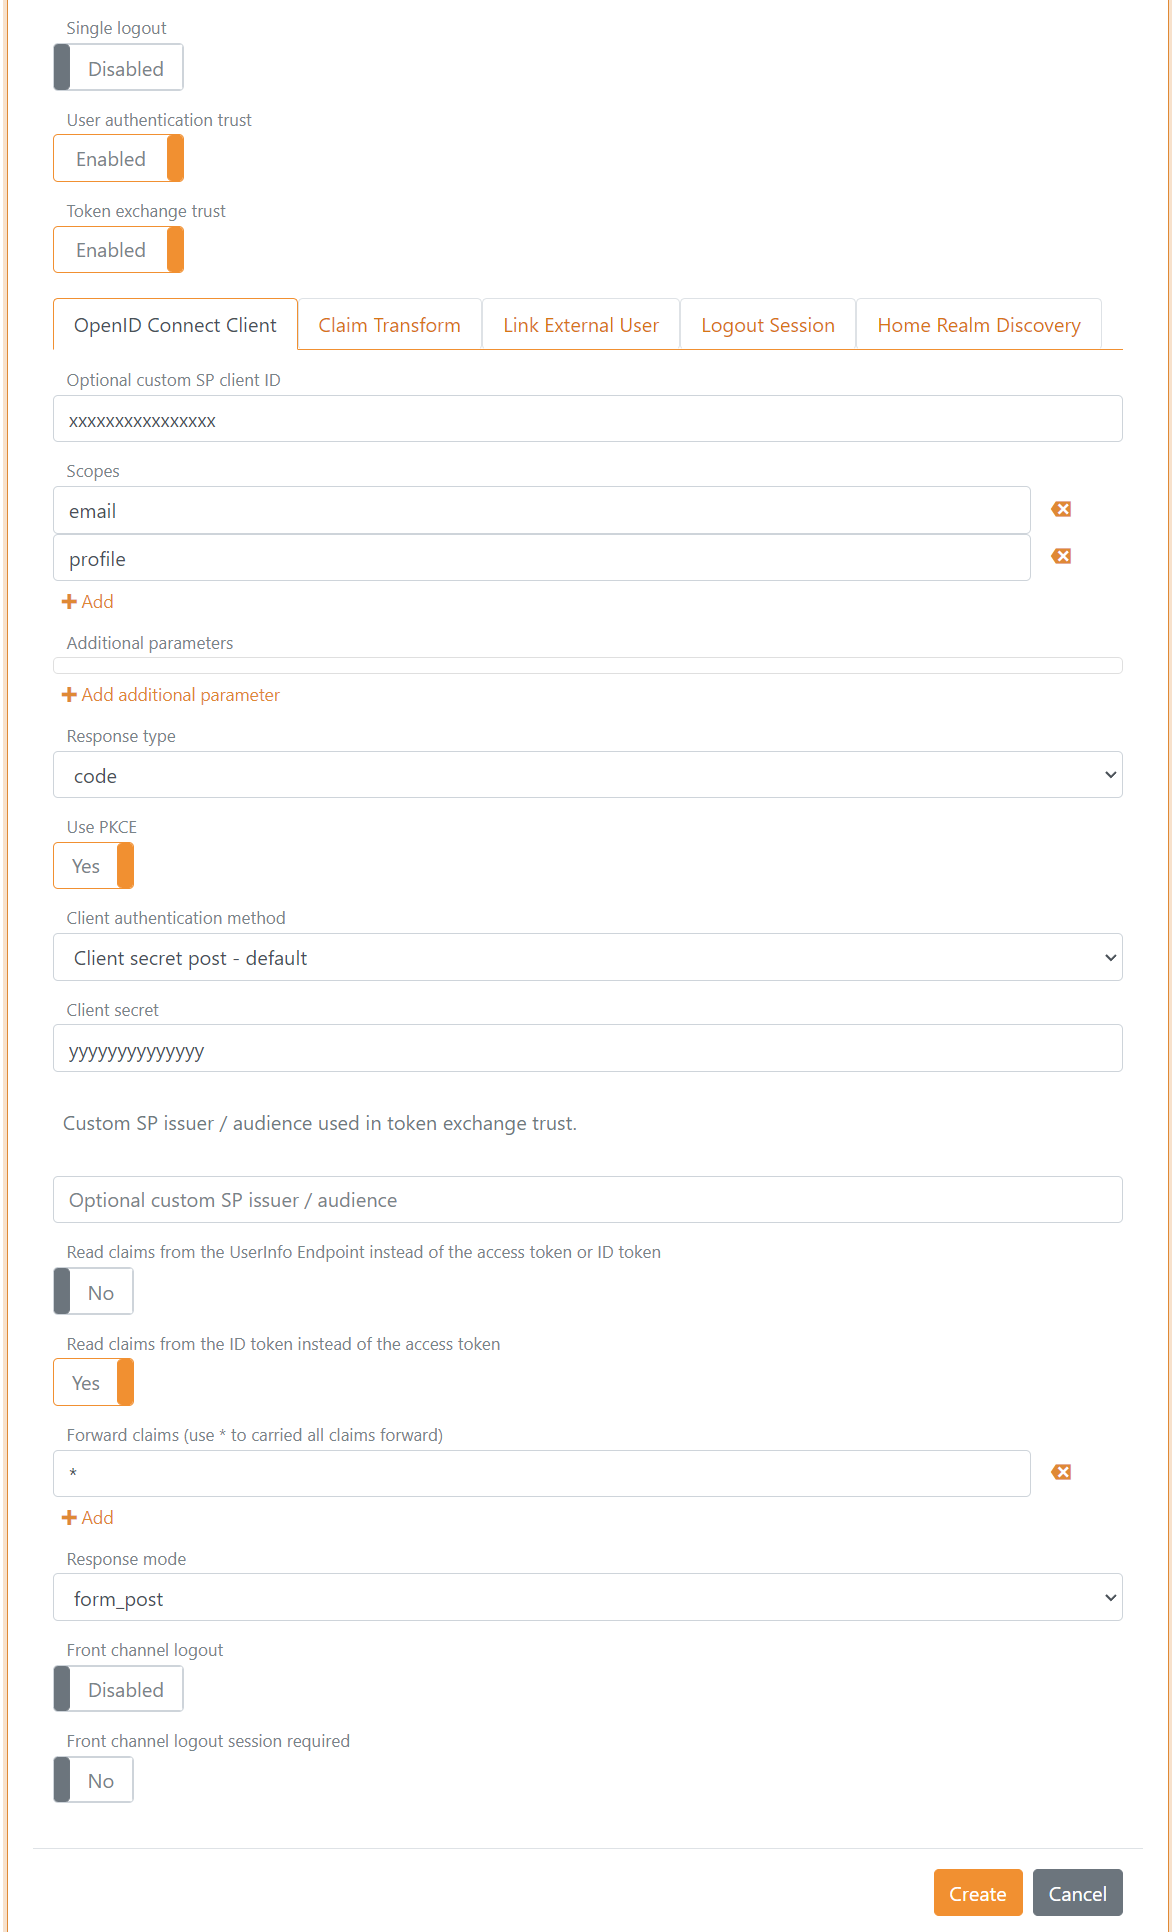 Single logout
Disabled
User authentication trust
Enabled
Token exchange trust
Enabled
OpenID Connect Client Claim Transform Link External User Logout Session Home Realm Discovery
Optional custom SP client ID
xxxxxxxxxxxxxxxx
Scopes
email
profile
Add
Additional parameters
Add additional parameter
Response type
code
Use PKCE
Yes
Client authentication method
Client secret post - default
Client secret
yyyyyyyyyyyyyy
Custom SP issuer / audience used in token exchange trust.
Optional custom SP issuer / audience
Read claims from the UserInfo Endpoint instead of the access token or ID token
No
Read claims from the ID token instead of the access token
Yes
Forward claims (use * to carried all claims forward)
*
Add
Response mode
form_post
Front channel logout
Disabled
Front channel logout session required
No
Create Cancel